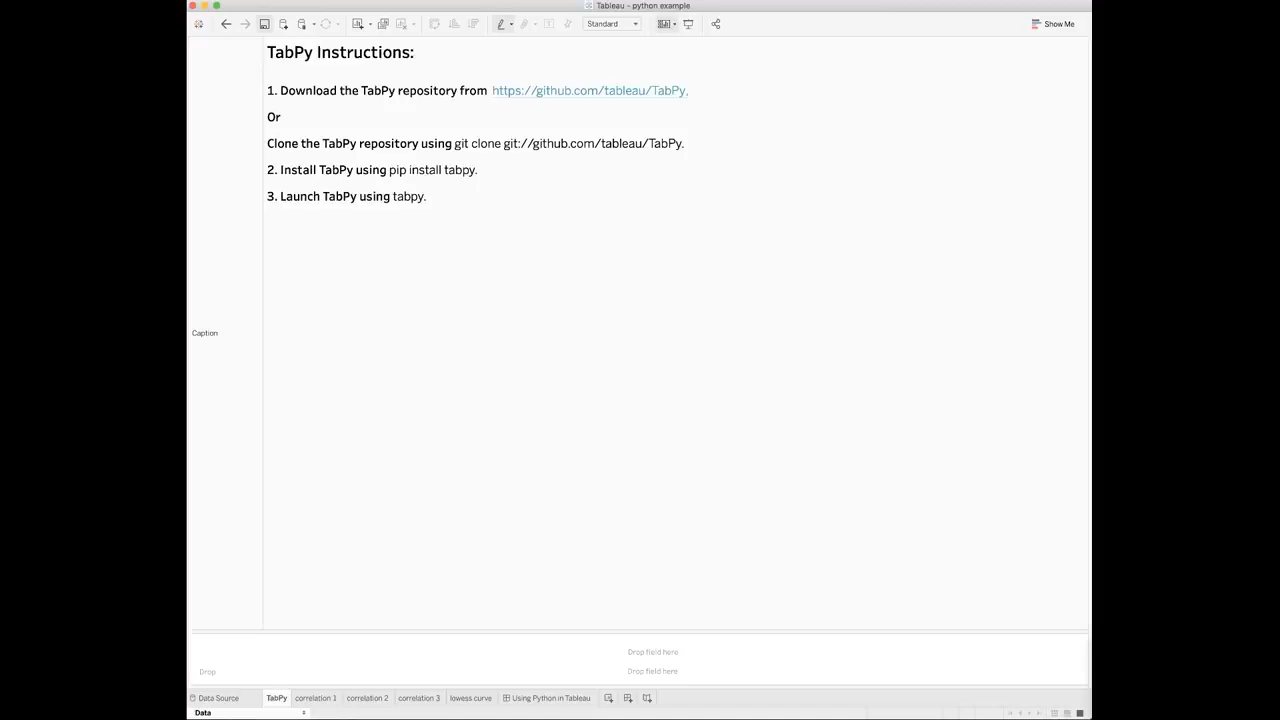 Tableau - python example
Standard
Show Me
TabPy Instructions:
1. Download the TabPy repository from https://github.com/tableau/TabPy,
Or
Clone the TabPy repository using git clone git://github.com/tableau/TabPy.
2. Install TabPy using pip install tabpy.
3. Launch TabPy using tabpy.
Caption
Drop field here
Drop
Drop field here
Data Source TabPy correlation 1 correlation 2 correlation 3 lowess curve Using Python in Tableau
Data